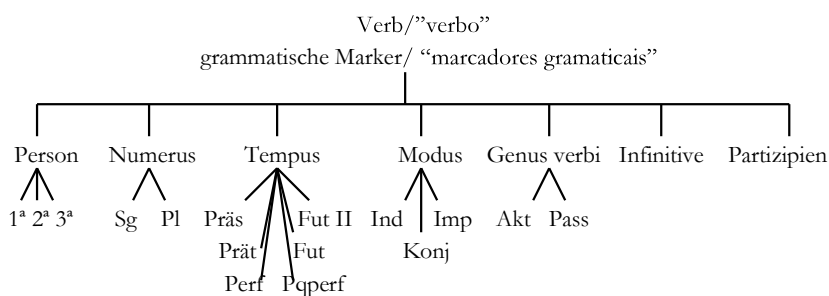 Verb/”verbo”
grammatische Marker/ “marcadores gramaticais”
Person Numerus Tempus Modus Genus verbi Infinitive Partizipien
1ª 2ª 3ª Sg Pl Präs Fut II Ind Imp Akt Pass
Prät Fut Konj
Perf Pqperf